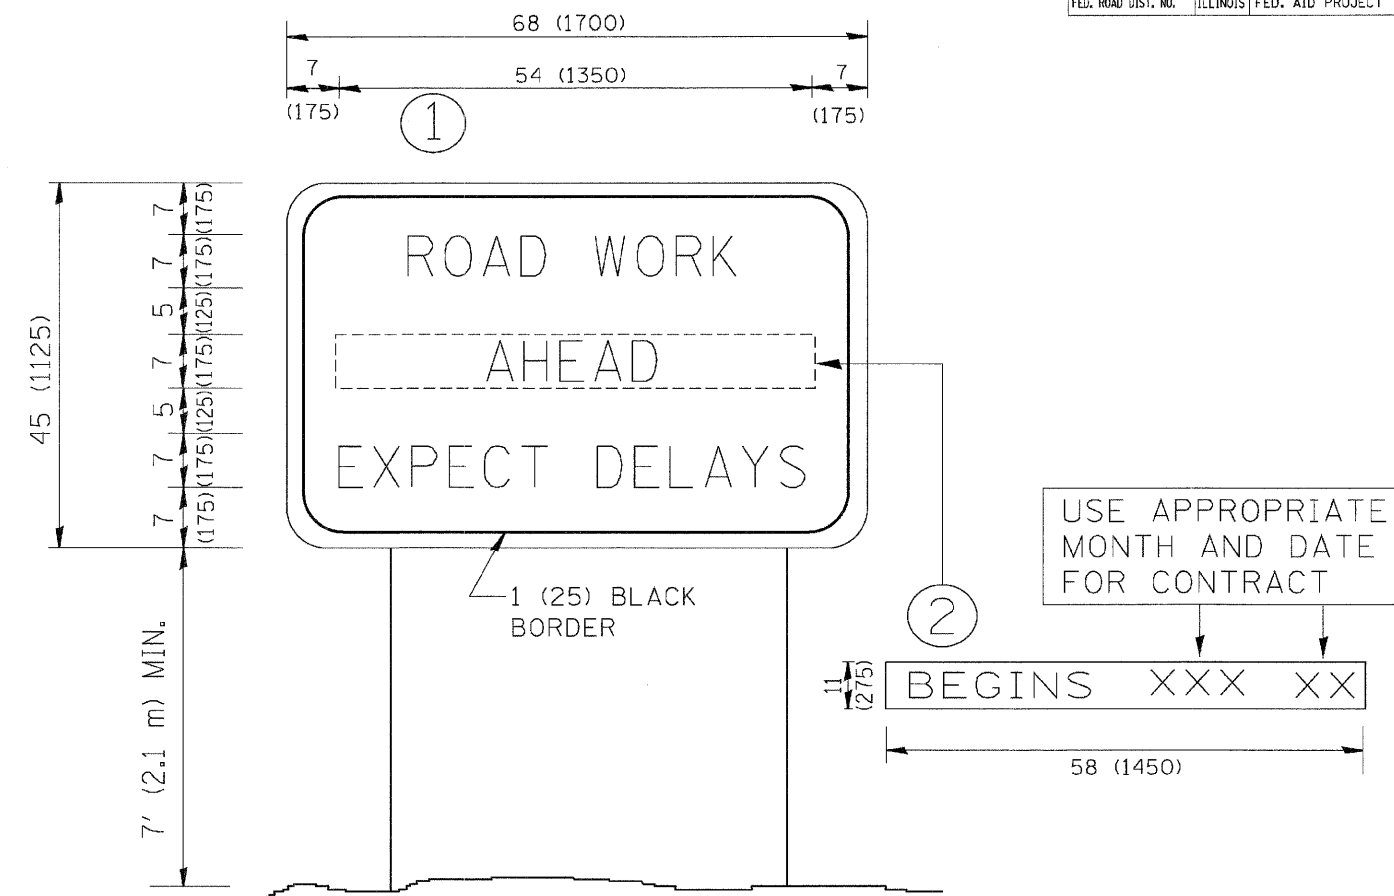 FED. ROAD DIST. NO. ILLINOIS FED. AID PROJECT
68 (1700)
7 54 (1350) 7
(175) (175)
1
45 (1125)
7 (175)
7 (175)
5 (125)
7 (175)
5 (125)
7 (175)
7 (175)
ROAD WORK
AHEAD
EXPECT DELAYS
1 (25) BLACK
BORDER
7' (2.1 m) MIN.
USE APPROPRIATE
MONTH AND DATE
FOR CONTRACT
2
11
(275)
BEGINS XXX XX
58 (1450)